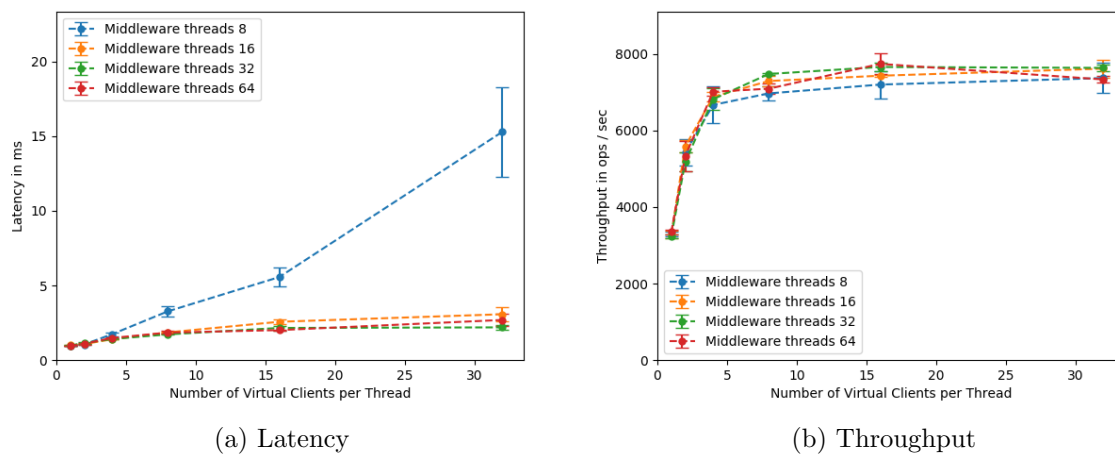 Middleware threads 8
Middleware threads 16
Middleware threads 32
Middleware threads 64
Latency in ms
20
15
10
5
0
0 5 10 15 20 25 30
Number of Virtual Clients per Thread
(a) Latency
Throughput in ops / sec
8000
6000
4000
2000
0
Middleware threads 8
Middleware threads 16
Middleware threads 32
Middleware threads 64
0 5 10 15 20 25 30
Number of Virtual Clients per Thread
(b) Throughput